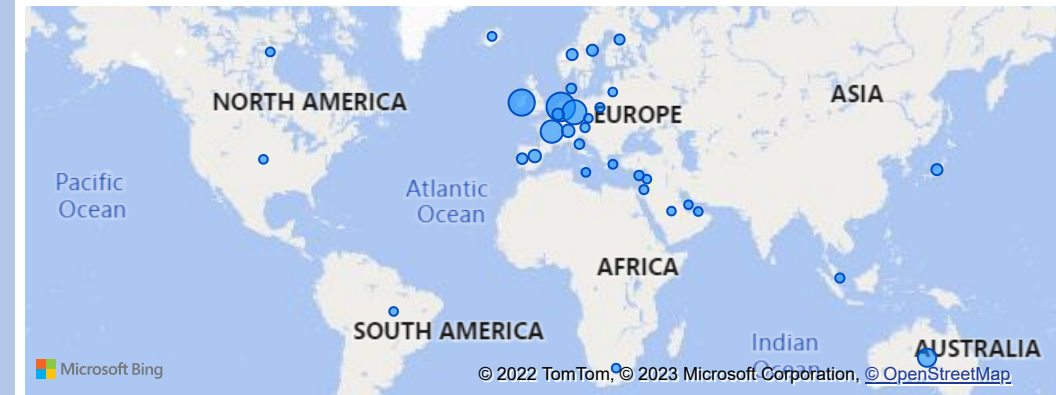 NORTH AMERICA
ASIA
EUROPE
Pacific
Ocean
Atlantic
Ocean
AFRICA
SOUTH AMERICA
Indian
Ocean
AUSTRALIA
Microsoft Bing
© 2022 TomTom, © 2023 Microsoft Corporation, © OpenStreetMap